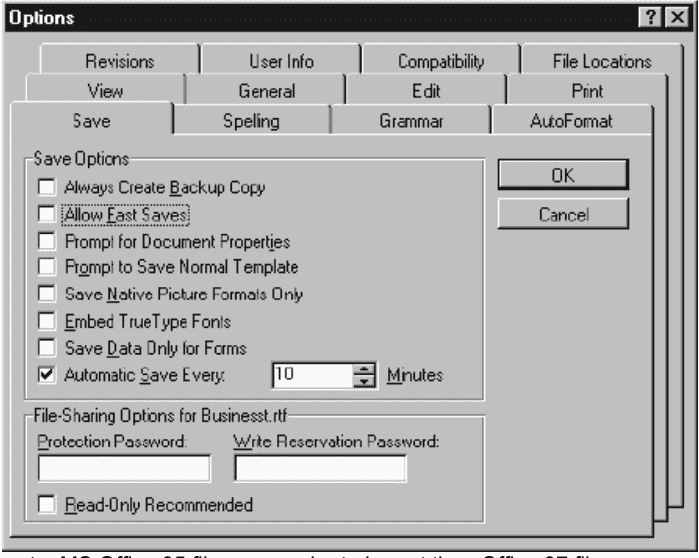 Options
Revisions User Info Compatibility File Locations
View General Edit Print
Save Spelling Grammar AutoFormat
Save Options
Always Create Backup Copy
Allow Fast Saves
Prompt for Document Properties
Prompt to Save Normal Template
Save Native Picture Formats Only
Embed TrueType Fonts
Save Data Only for Forms
Automatic Save Every: 10 Minutes
OK
Cancel
File-Sharing Options for Businesst.rtf
Protection Password: Write Reservation Password:
Read-Only Recommended